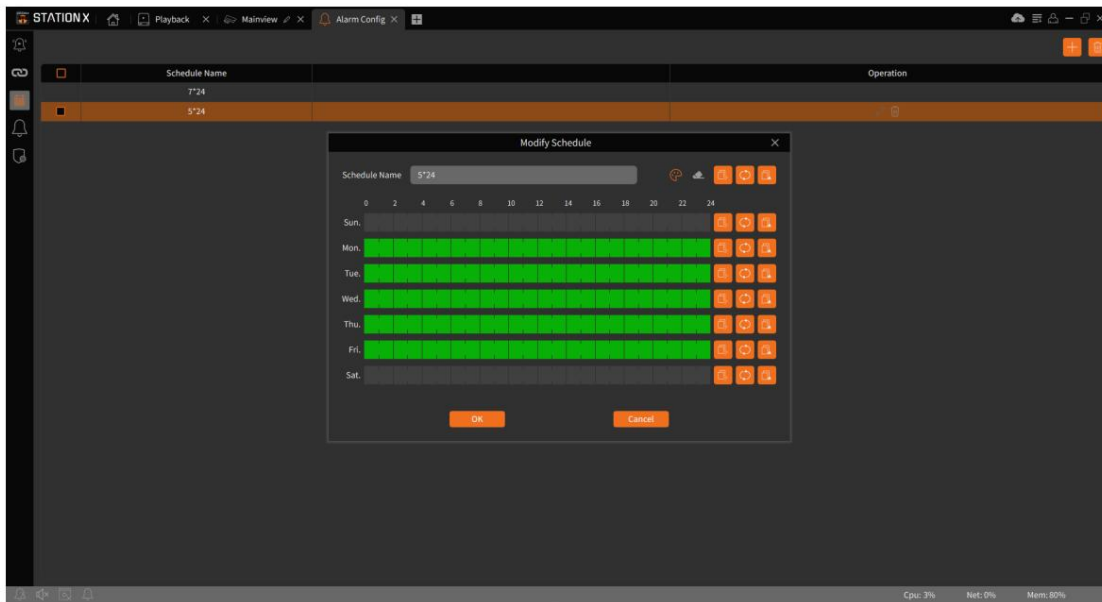 STATIONX Playback Mainview Alarm Config
Schedule Name Operation
7*24
5*24
Modify Schedule
Schedule Name 5*24
0 2 4 6 8 10 12 14 16 18 20 22 24
Sun.
Mon.
Tue.
Wed.
Thu.
Fri.
Sat.
OK Cancel
Cpu: 3% Net: 0% Mem: 80%